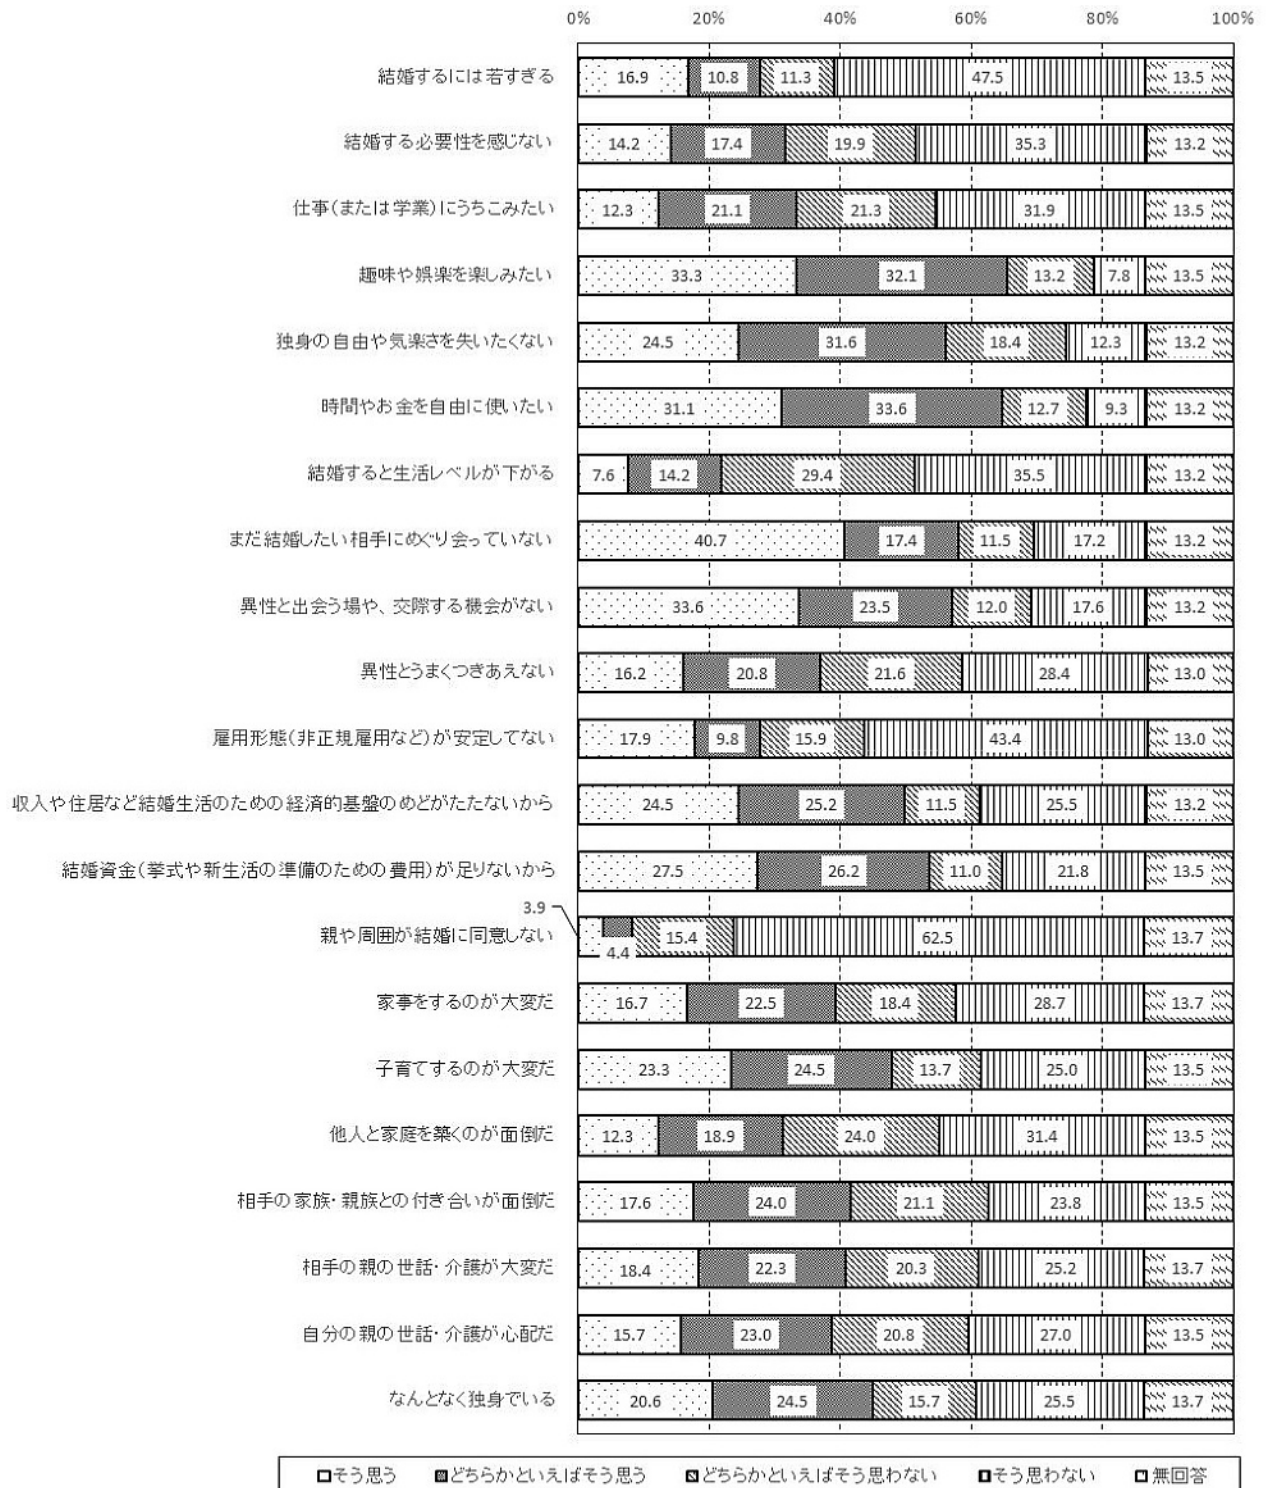 0% 20% 40% 60% 80% 100%
結婚するには若すぎる 16.9 10.8 11.3 47.5 13.5
結婚する必要性を感じない 14.2 17.4 19.9 35.3 13.2
仕事(または学業)にうちこみたい 12.3 21.1 21.3 31.9 13.5
趣味や娯楽を楽しみたい 33.3 32.1 13.2 7.8 13.5
独身の自由や気楽さを失いたくない 24.5 31.6 18.4 12.3 13.2
時間やお金を自由に使いたい 31.1 33.6 12.7 9.3 13.2
結婚すると生活レベルが下がる 7.6 14.2 29.4 35.5 13.2
まだ結婚したい相手にめぐり会っていない 40.7 17.4 11.5 17.2 13.2
異性と出会う場や、交際する機会がない 33.6 23.5 12.0 17.6 13.2
異性とうまくつきあえない 16.2 20.8 21.6 28.4 13.0
雇用形態(非正規雇用など)が安定してない 17.9 9.8 15.9 43.4 13.0
収入や住居など結婚生活のための経済的基盤のめどがたたないから 24.5 25.2 11.5 25.5 13.2
結婚資金(挙式や新生活の準備のための費用)が足りないから 27.5 26.2 11.0 21.8 13.5
親や周囲が結婚に同意しない 3.9 4.4 15.4 62.5 13.7
家事をするのが大変だ 16.7 22.5 18.4 28.7 13.7
子育てするのが大変だ 23.3 24.5 13.7 25.0 13.5
他人と家庭を築くのが面倒だ 12.3 18.9 24.0 31.4 13.5
相手の家族・親族との付き合いが面倒だ 17.6 24.0 21.1 23.8 13.5
相手の親の世話・介護が大変だ 18.4 22.3 20.3 25.2 13.7
自分の親の世話・介護が心配だ 15.7 23.0 20.8 27.0 13.5
なんとなく独身でいる 20.6 24.5 15.7 25.5 13.7
そう思う どちらかといえばそう思う どちらかといえばそう思わない そう思わない 無回答